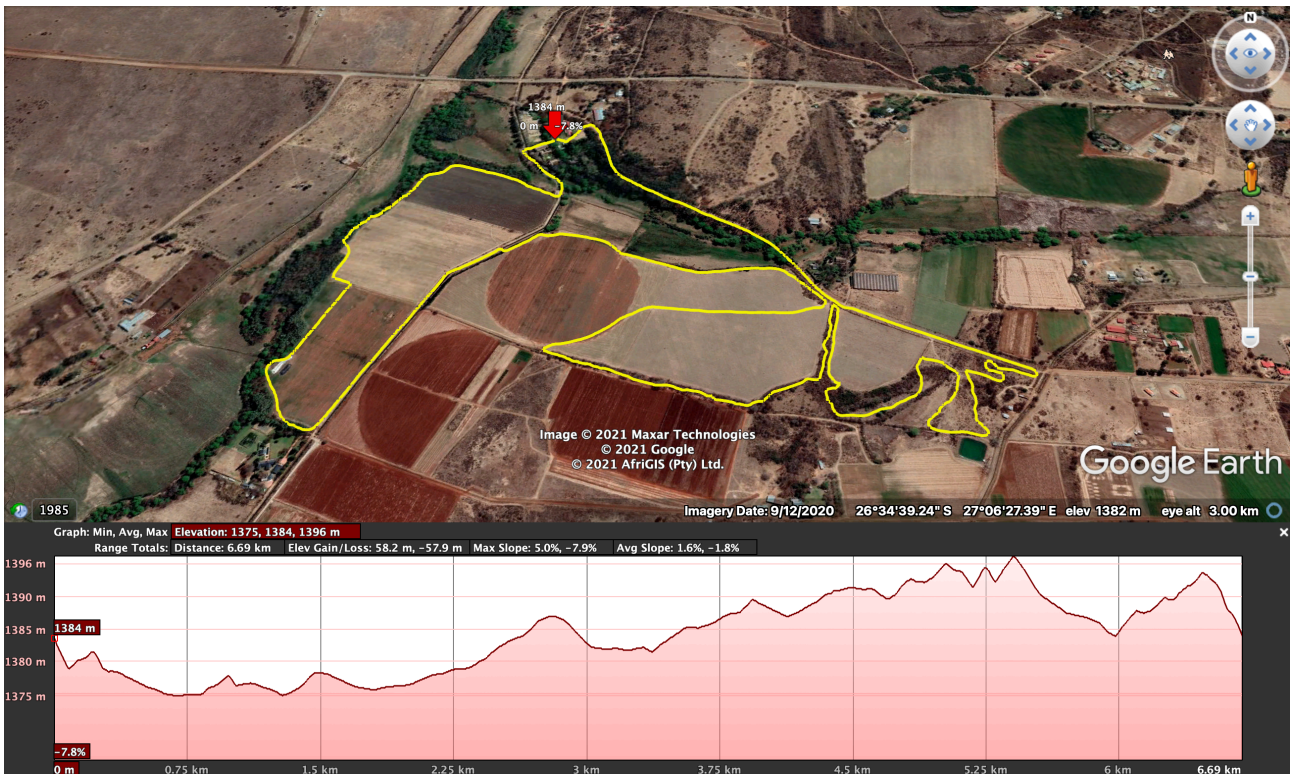 N
1384 m
0 m -7.8%
Image © 2021 Maxar Technologies
© 2021 Google
© 2021 AfriGIS (Pty) Ltd.
Google Earth
1985
Imagery Date: 9/12/2020 26°34'39.24" S 27°06'27.39" E elev 1382 m eye alt 3.00 km
Graph: Min, Avg, Max Elevation: 1375, 1384, 1396 m
Range Totals: Distance: 6.69 km Elev Gain/Loss: 58.2 m, -57.9 m Max Slope: 5.0%, -7.9% Avg Slope: 1.6%, -1.8%
1396 m
1390 m
1385 m
1384 m
1380 m
1375 m
-7.8%
0 m 0.75 km 1.5 km 2.25 km 3 km 3.75 km 4.5 km 5.25 km 6 km 6.69 km